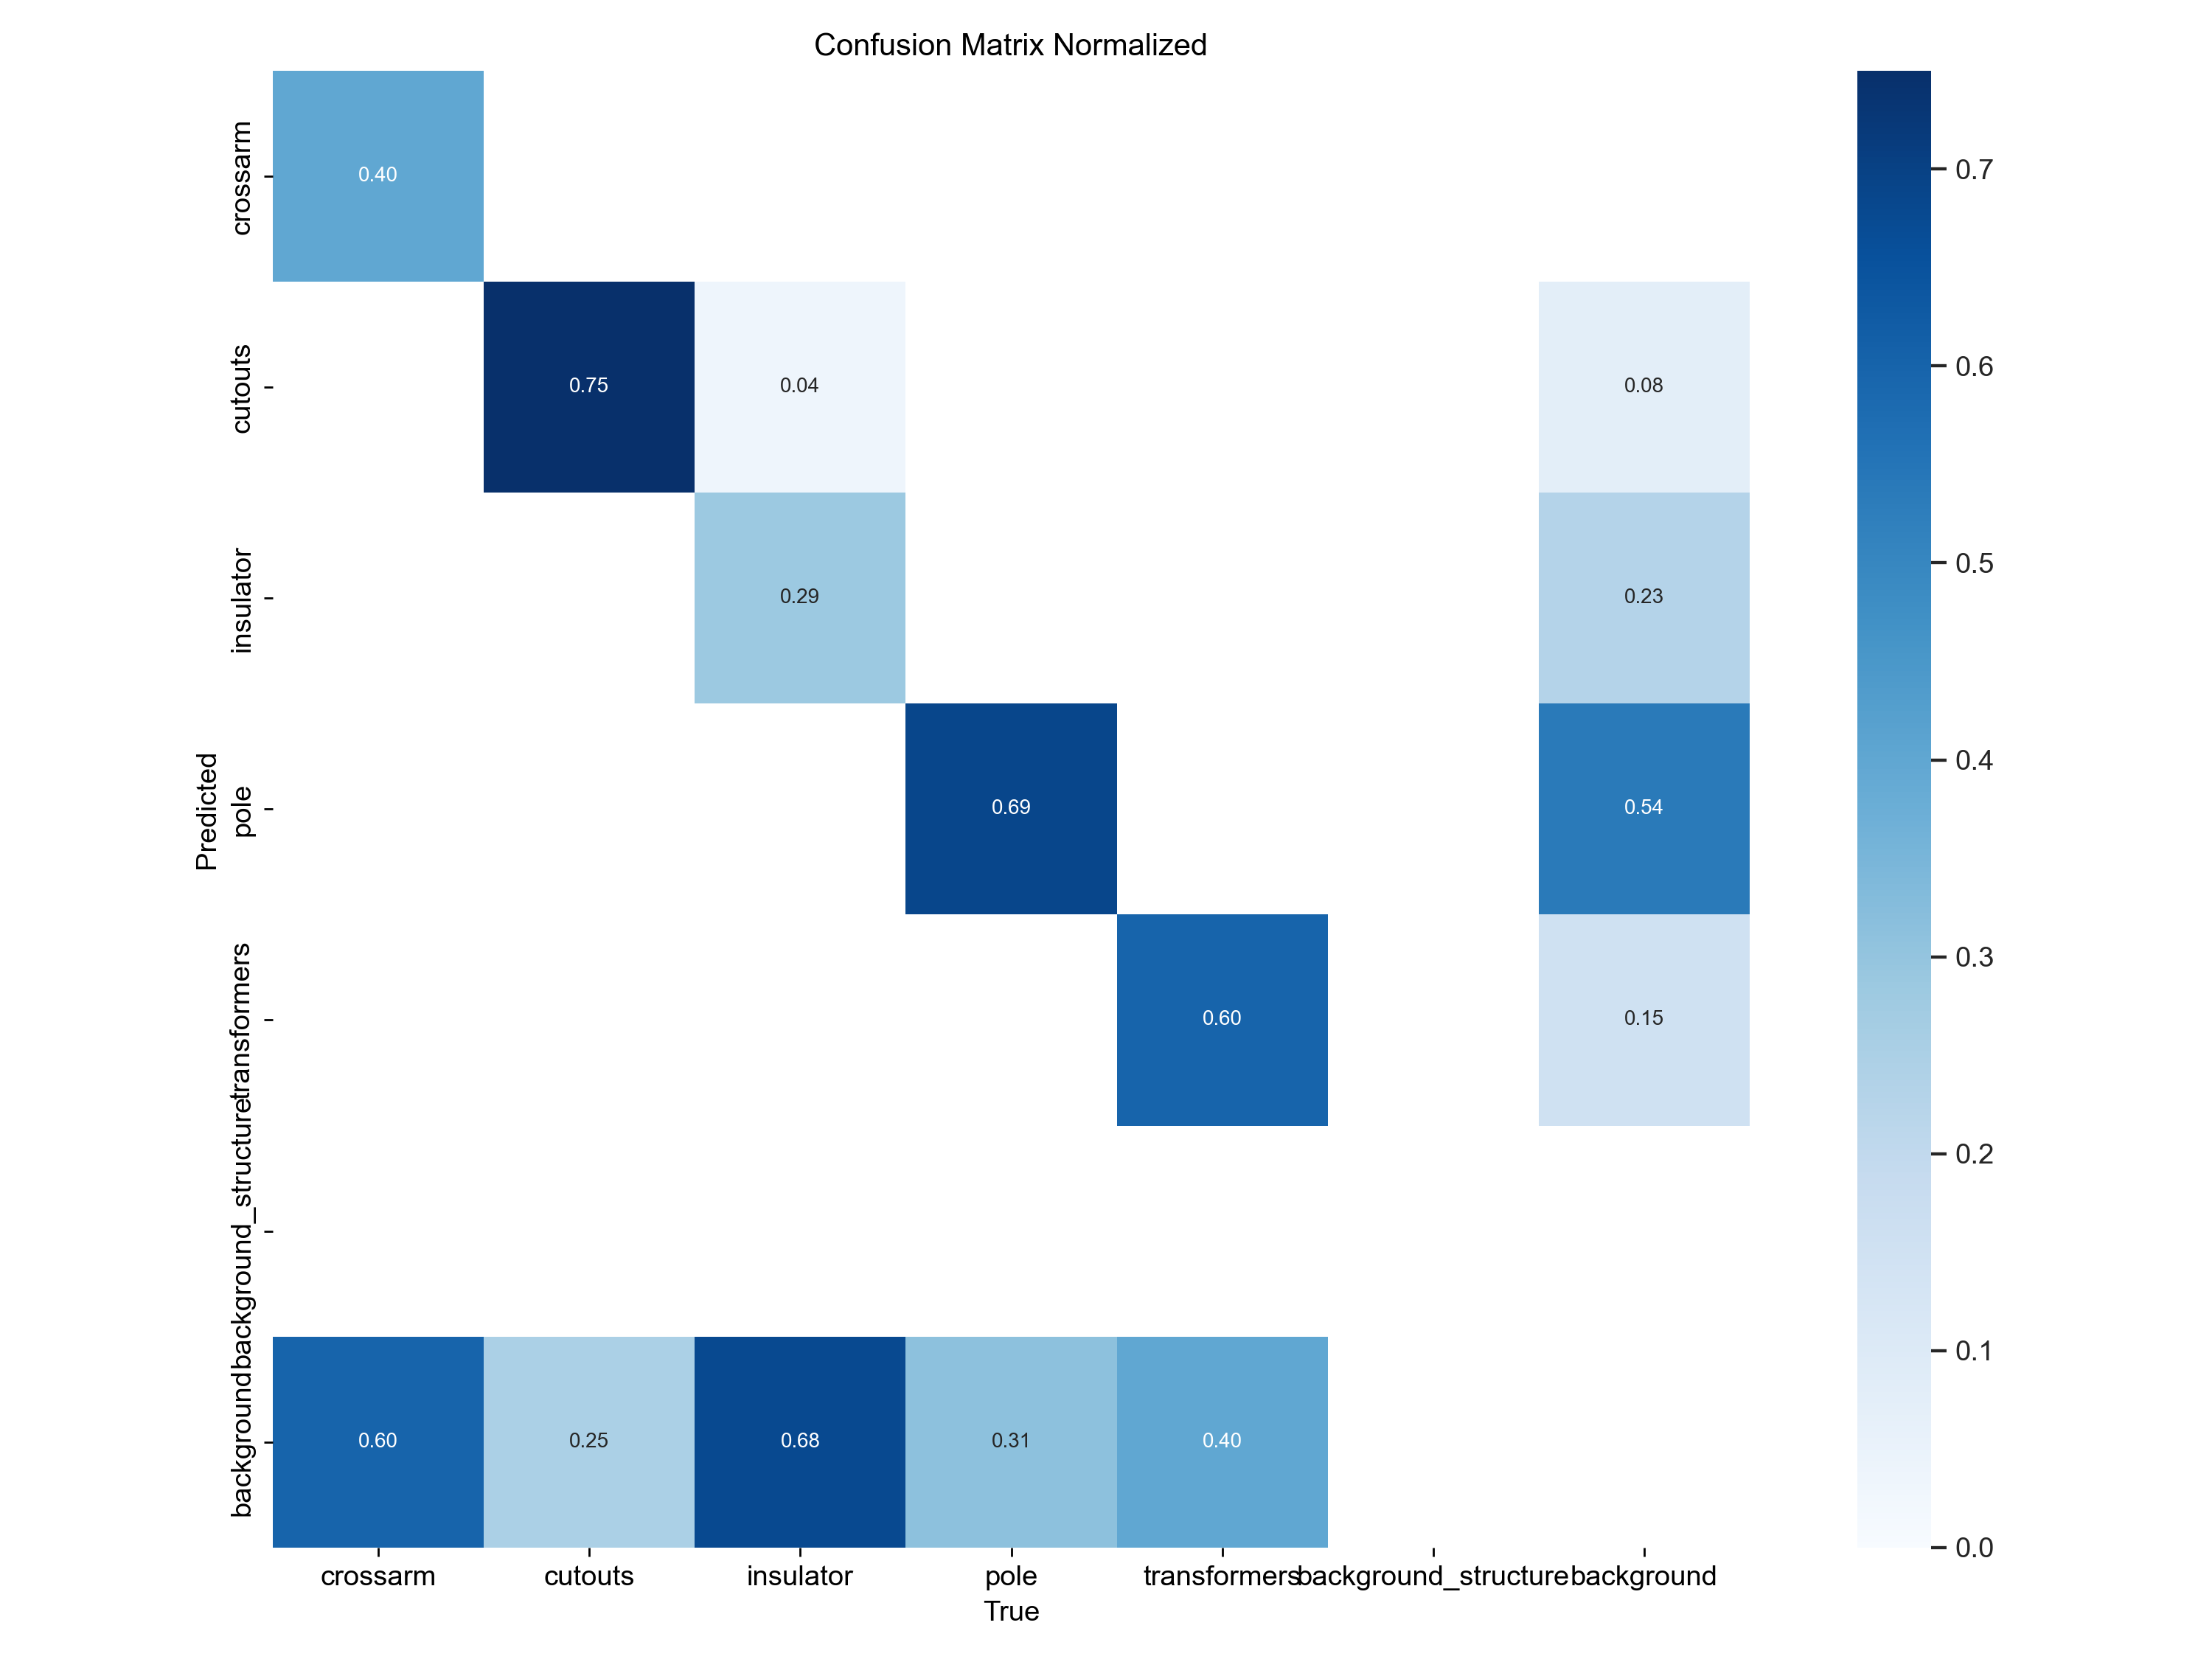 Confusion Matrix Normalized
crossarm
0.40
cutouts
0.75 0.04 0.08
insulator
0.29 0.23
Predicted
pole
0.69 0.54
transformers
0.60 0.15
background_structure
background
0.60 0.25 0.68 0.31 0.40
crossarm cutouts insulator pole transformers background_structure background
True
0.7
0.6
0.5
0.4
0.3
0.2
0.1
0.0